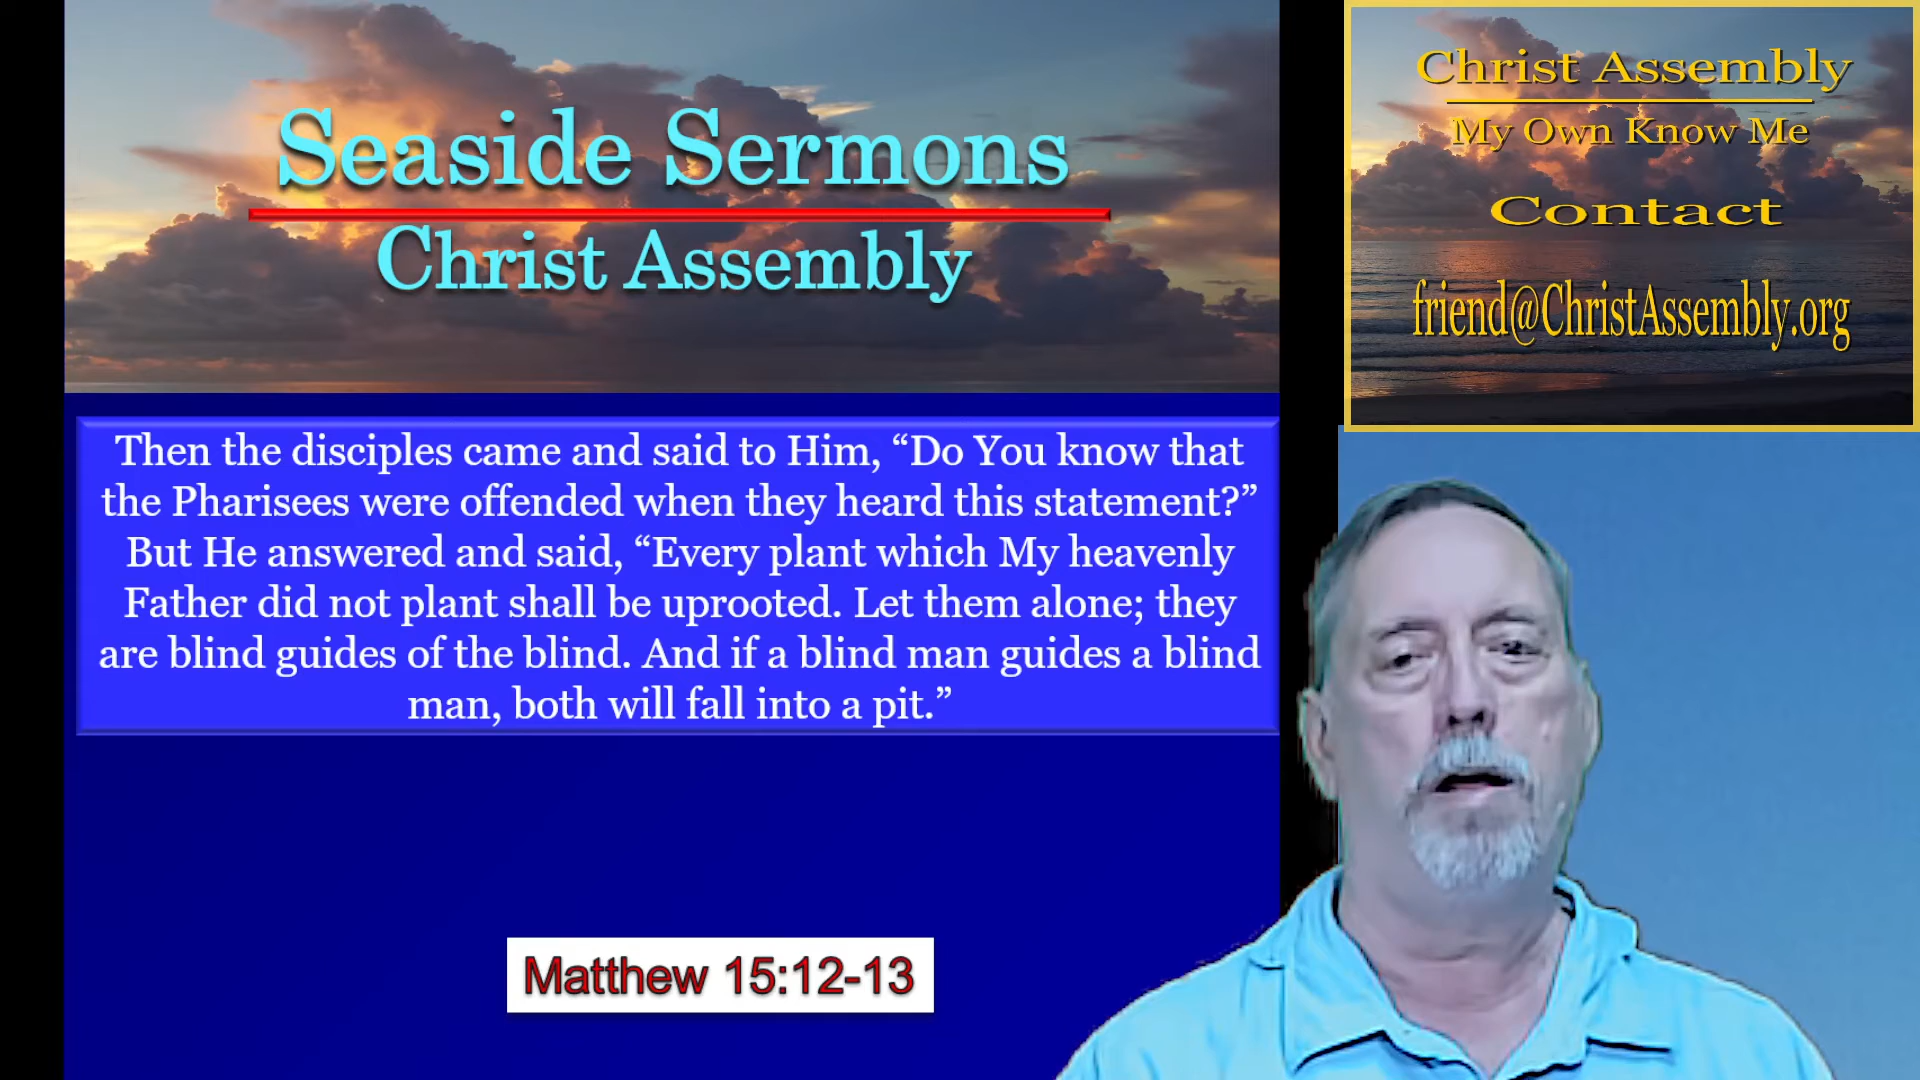 Seaside Sermons
Christ Assembly
Then the disciples came and said to Him, “Do You know that
the Pharisees were offended when they heard this statement?”
But He answered and said, “Every plant which My heavenly
Father did not plant shall be uprooted. Let them alone; they
are blind guides of the blind. And if a blind man guides a blind
man, both will fall into a pit.”
Matthew 15:12-13
Christ Assembly
My Own Know Me
Contact
friend@ChristAssembly.org